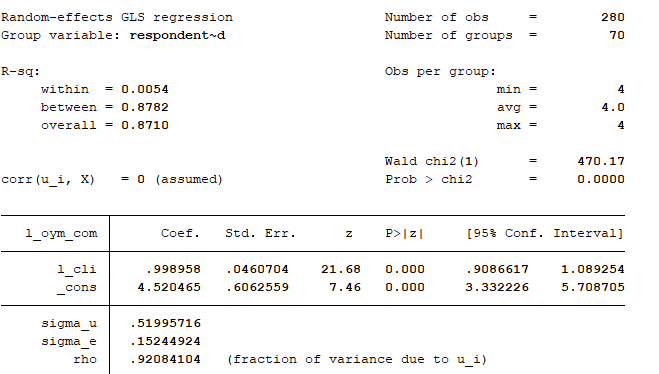 Random-effects GLS regression Number of obs = 280
Group variable: respondent~d Number of groups = 70
R-sq: Obs per group:
within = 0.0054 min = 4
between = 0.8782 avg = 4.0
overall = 0.8710 max = 4
Wald chi2(1) = 470.17
corr(u_i, X) = 0 (assumed) Prob > chi2 = 0.0000
l_oym_com Coef. Std. Err. z P>|z| [95% Conf. Interval]
l_cli .998958 .0460704 21.68 0.000 .9086617 1.089254
_cons 4.520465 .6062559 7.46 0.000 3.332226 5.708705
sigma_u .51995716
sigma_e .15244924
rho .92084104 (fraction of variance due to u_i)